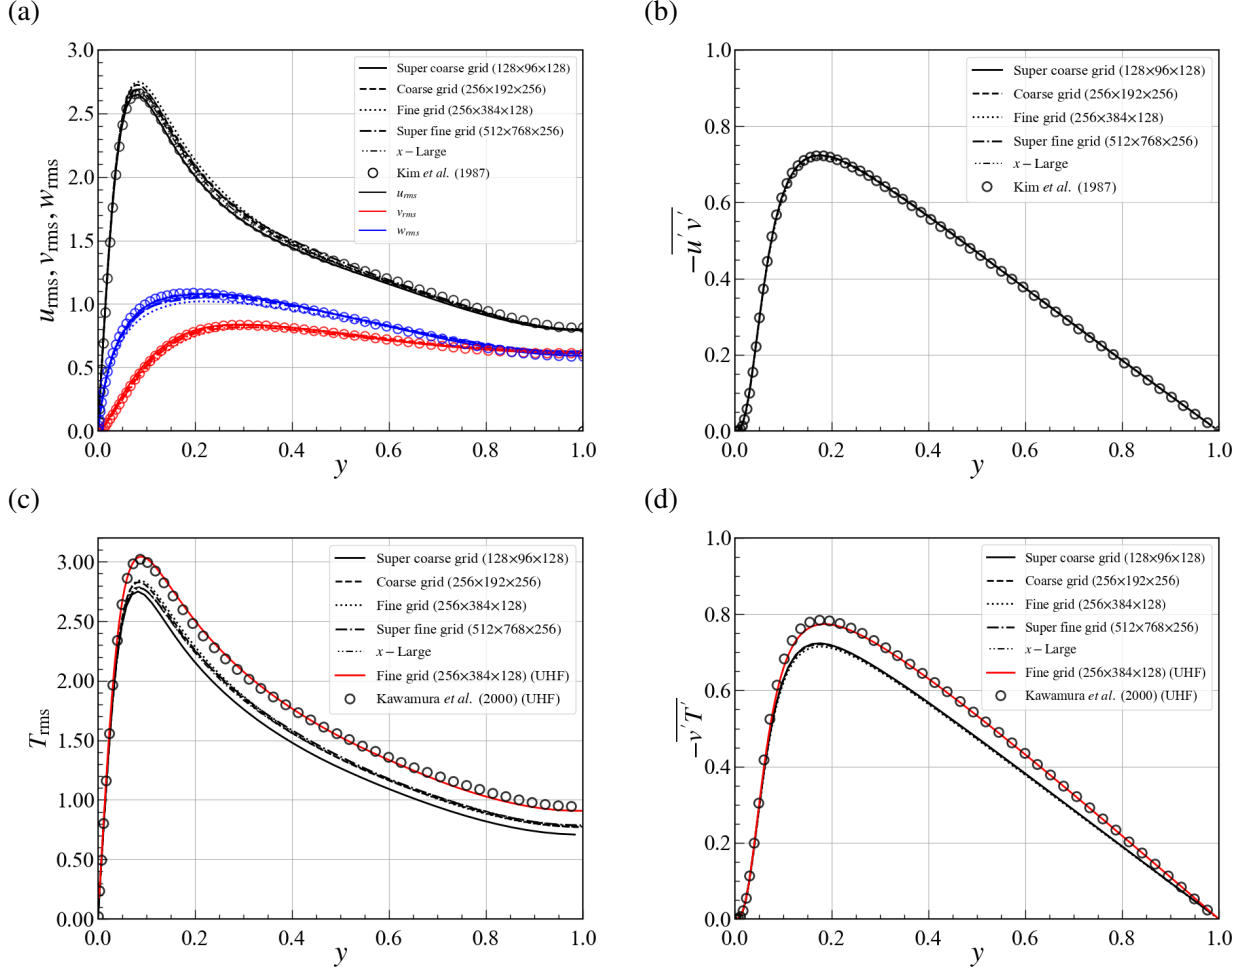 (a)
3.0
2.5
2.0
1.5
1.0
0.5
0.0
u_rms, v_rms, w_rms
Super coarse grid (128×96×128)
Coarse grid (256×192×256)
Fine grid (256×384×128)
Super fine grid (512×768×256)
x − Large
Kim et al. (1987)
u_rms
v_rms
w_rms
0.0 0.2 0.4 0.6 0.8 1.0
y
(b)
1.0
0.8
0.6
0.4
0.2
0.0
−u′v′
Super coarse grid (128×96×128)
Coarse grid (256×192×256)
Fine grid (256×384×128)
Super fine grid (512×768×256)
x − Large
Kim et al. (1987)
0.0 0.2 0.4 0.6 0.8 1.0
y
(c)
3.00
2.50
2.00
1.50
1.00
0.50
0.00
T_rms
Super coarse grid (128×96×128)
Coarse grid (256×192×256)
Fine grid (256×384×128)
Super fine grid (512×768×256)
x − Large
Fine grid (256×384×128) (UHF)
Kawamura et al. (2000) (UHF)
0.0 0.2 0.4 0.6 0.8 1.0
y
(d)
1.0
0.8
0.6
0.4
0.2
0.0
−v′T′
Super coarse grid (128×96×128)
Coarse grid (256×192×256)
Fine grid (256×384×128)
Super fine grid (512×768×256)
x − Large
Fine grid (256×384×128) (UHF)
Kawamura et al. (2000) (UHF)
0.0 0.2 0.4 0.6 0.8 1.0
y